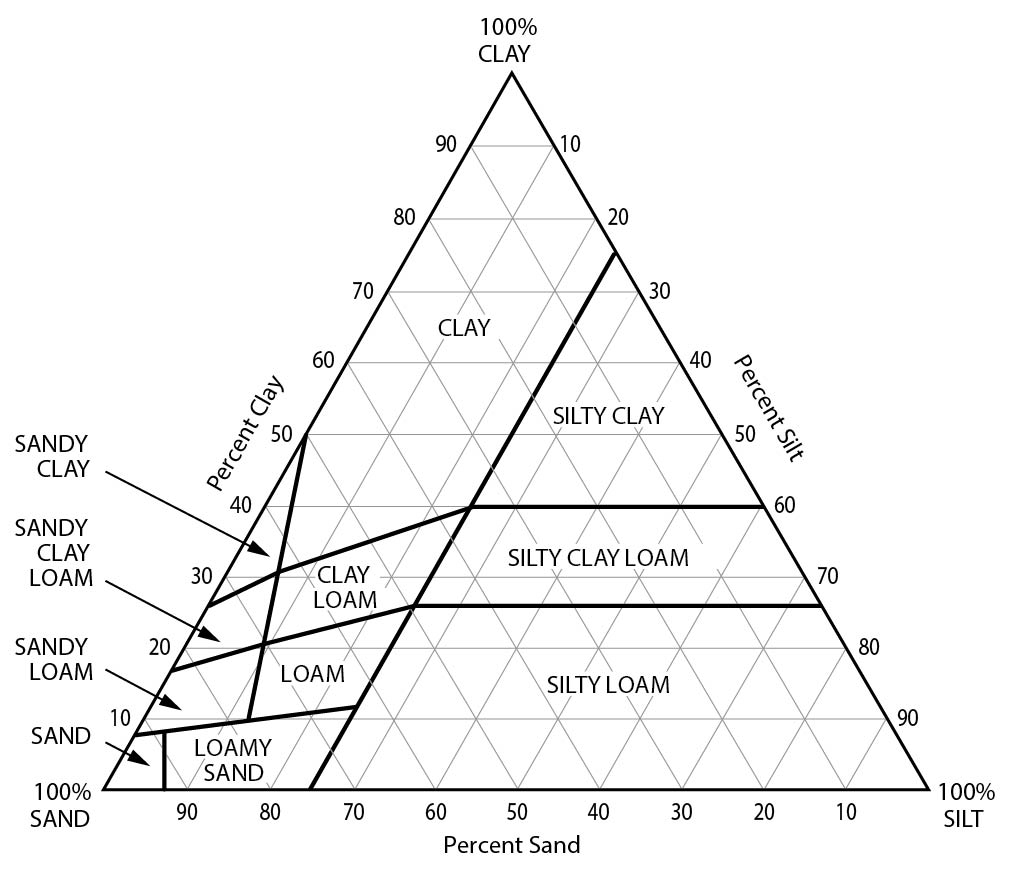 100%
CLAY
90
10
80
20
70
30
CLAY
60
40
Percent Clay
Percent Silt
SILTY CLAY
50
50
SANDY
CLAY
40
60
SANDY
CLAY
LOAM
SILTY CLAY LOAM
30
70
CLAY
LOAM
20
80
SANDY
LOAM
LOAM
SILTY LOAM
10
90
SAND
LOAMY
SAND
100%
SAND
100%
SILT
90
80
70
60
50
40
30
20
10
Percent Sand